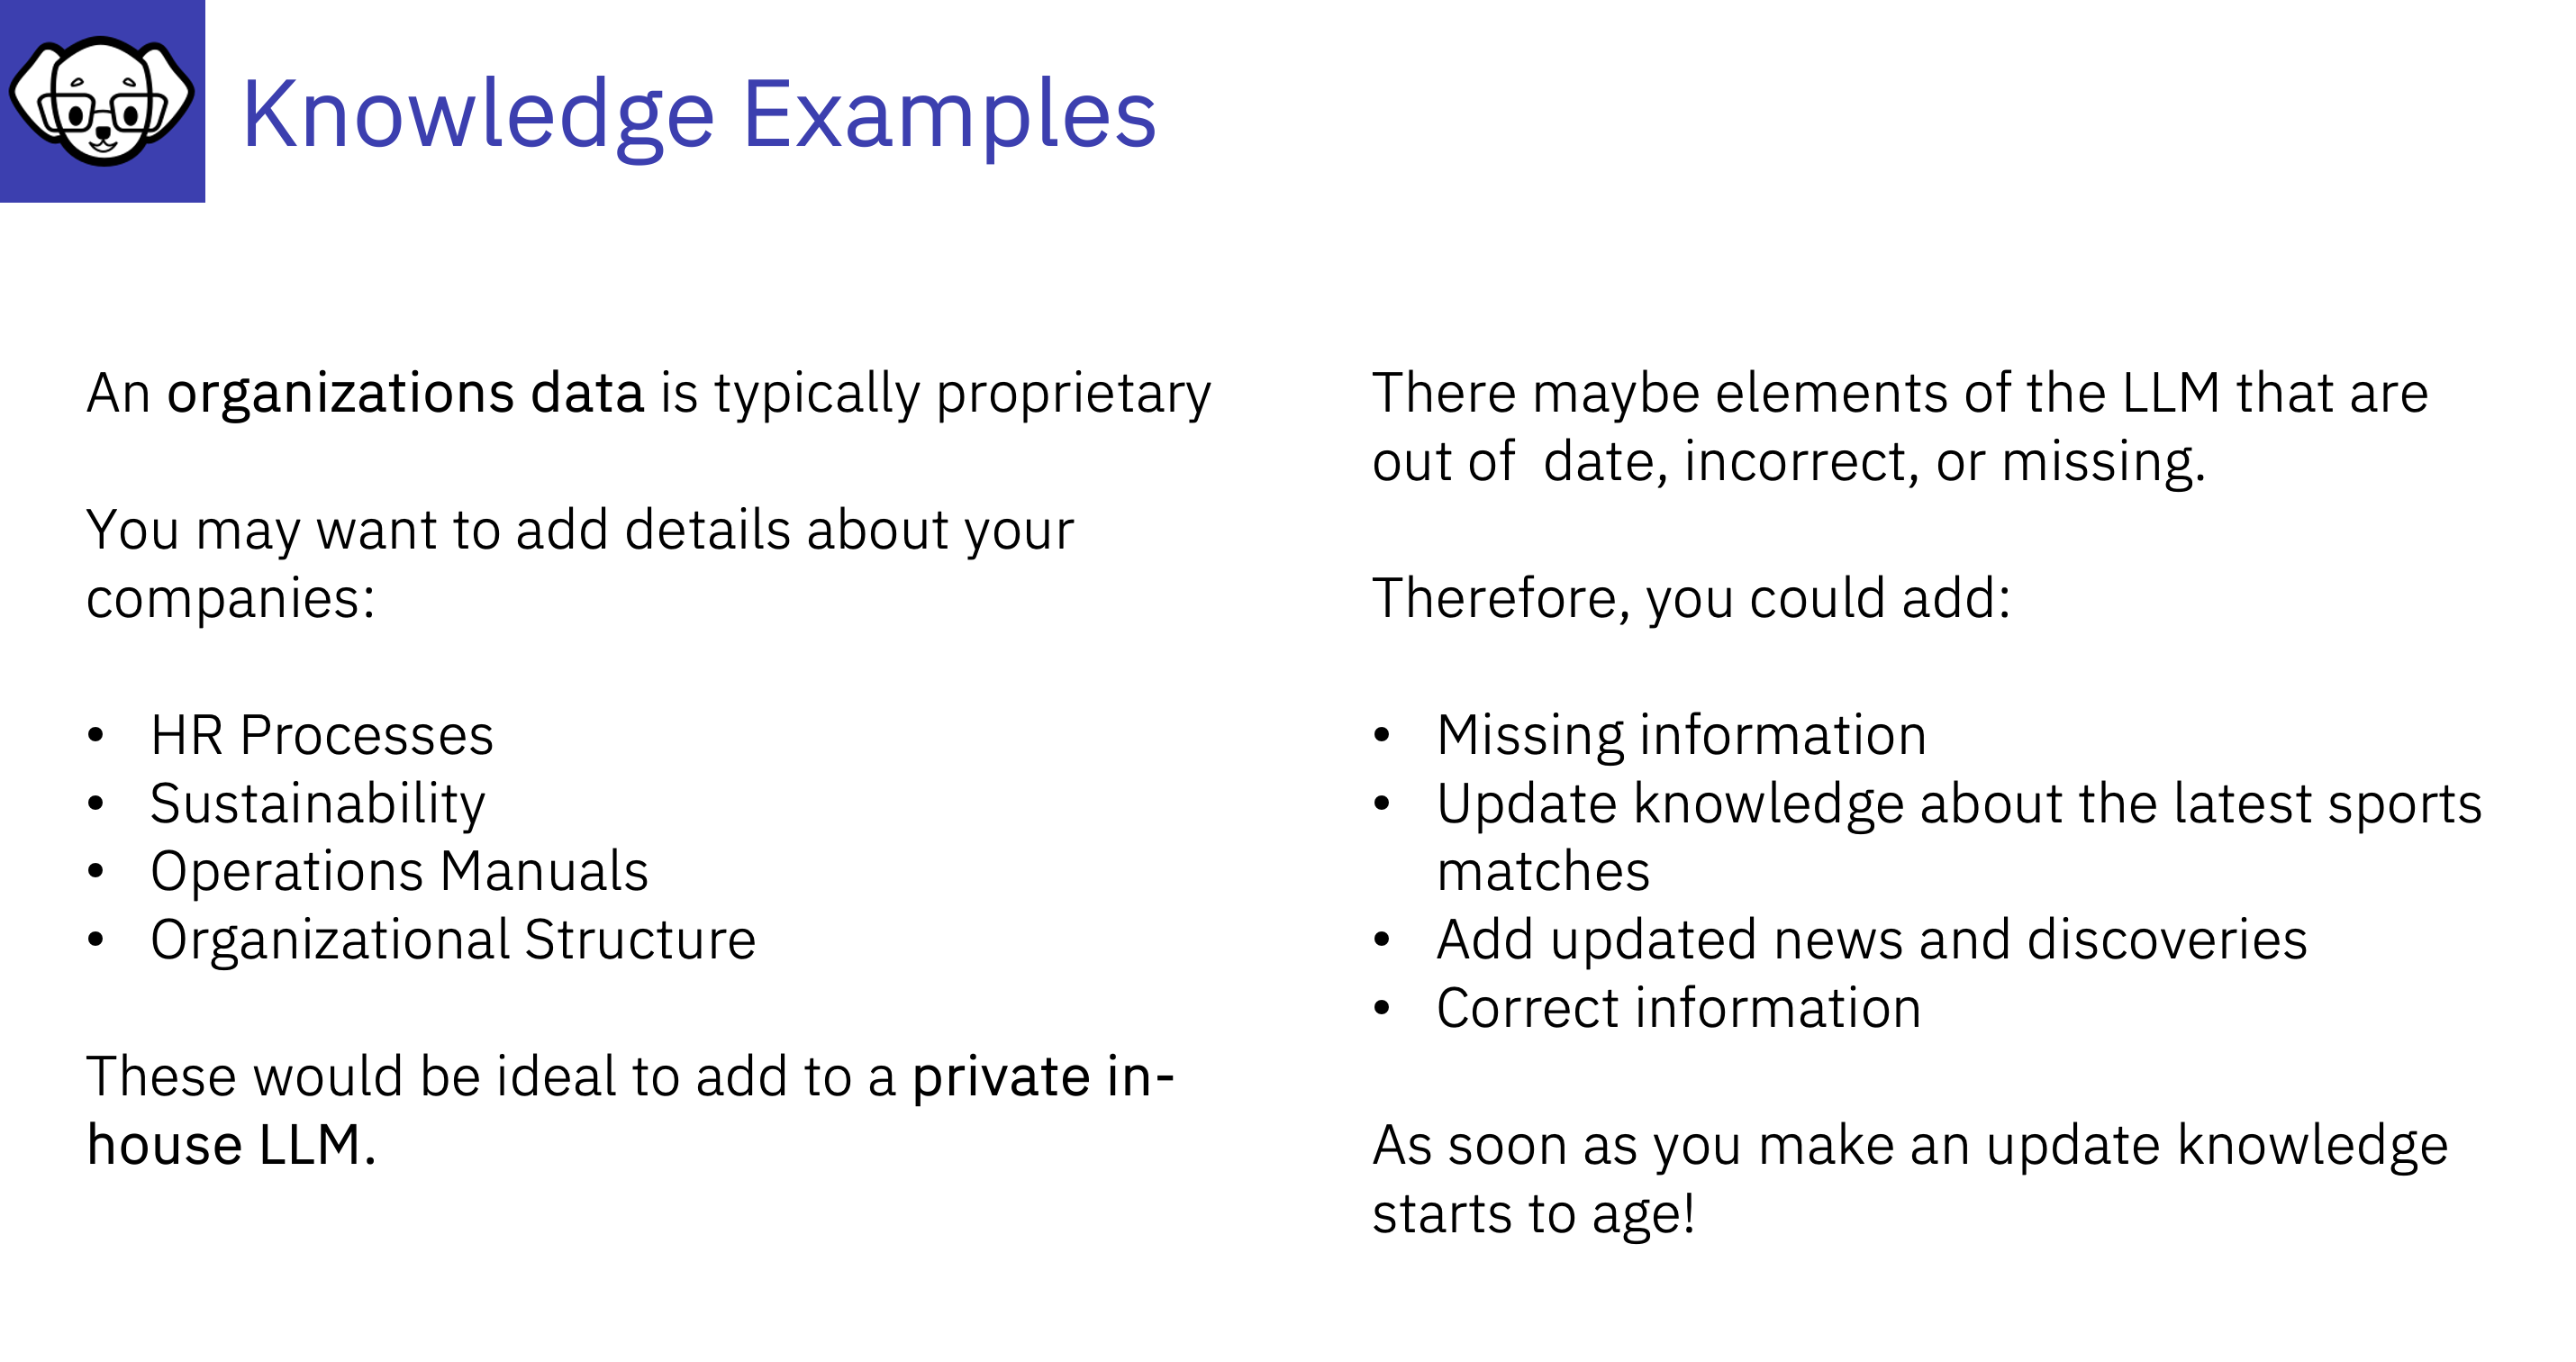 Knowledge Examples
An organizations data is typically proprietary
You may want to add details about your
companies:
• HR Processes
• Sustainability
• Operations Manuals
• Organizational Structure
These would be ideal to add to a private in-
house LLM.
There maybe elements of the LLM that are
out of  date, incorrect, or missing.
Therefore, you could add:
• Missing information
• Update knowledge about the latest sports
matches
• Add updated news and discoveries
• Correct information
As soon as you make an update knowledge
starts to age!